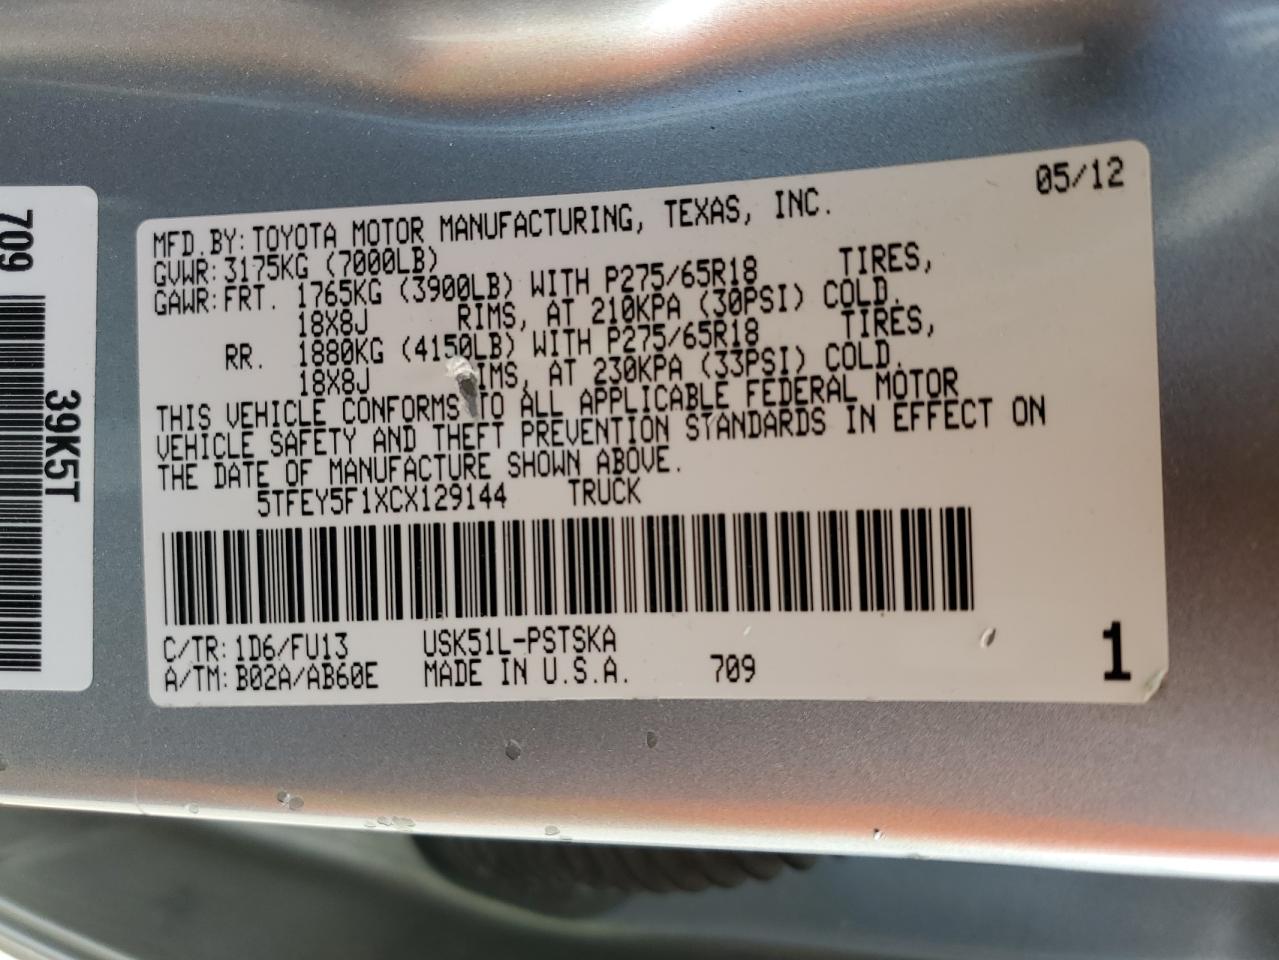 05/12
MFD.BY:TOYOTA MOTOR MANUFACTURING, TEXAS, INC.
GVWR:3175KG (7000LB)
GAWR:FRT. 1765KG (3900LB) WITH P275/65R18 TIRES,
18X8J RIMS, AT 210KPA (30PSI) COLD.
RR. 1880KG (4150LB) WITH P275/65R18 TIRES,
18X8J IMS, AT 230KPA (33PSI) COLD.
THIS VEHICLE CONFORMS TO ALL APPLICABLE FEDERAL MOTOR
VEHICLE SAFETY AND THEFT PREVENTION STANDARDS IN EFFECT ON
THE DATE OF MANUFACTURE SHOWN ABOVE.
5TFEY5F1XCX129144 TRUCK
C/TR:1D6/FU13 USK51L-PSTSKA
A/TM:B02A/AB60E MADE IN U.S.A. 709
1
709
39K5T